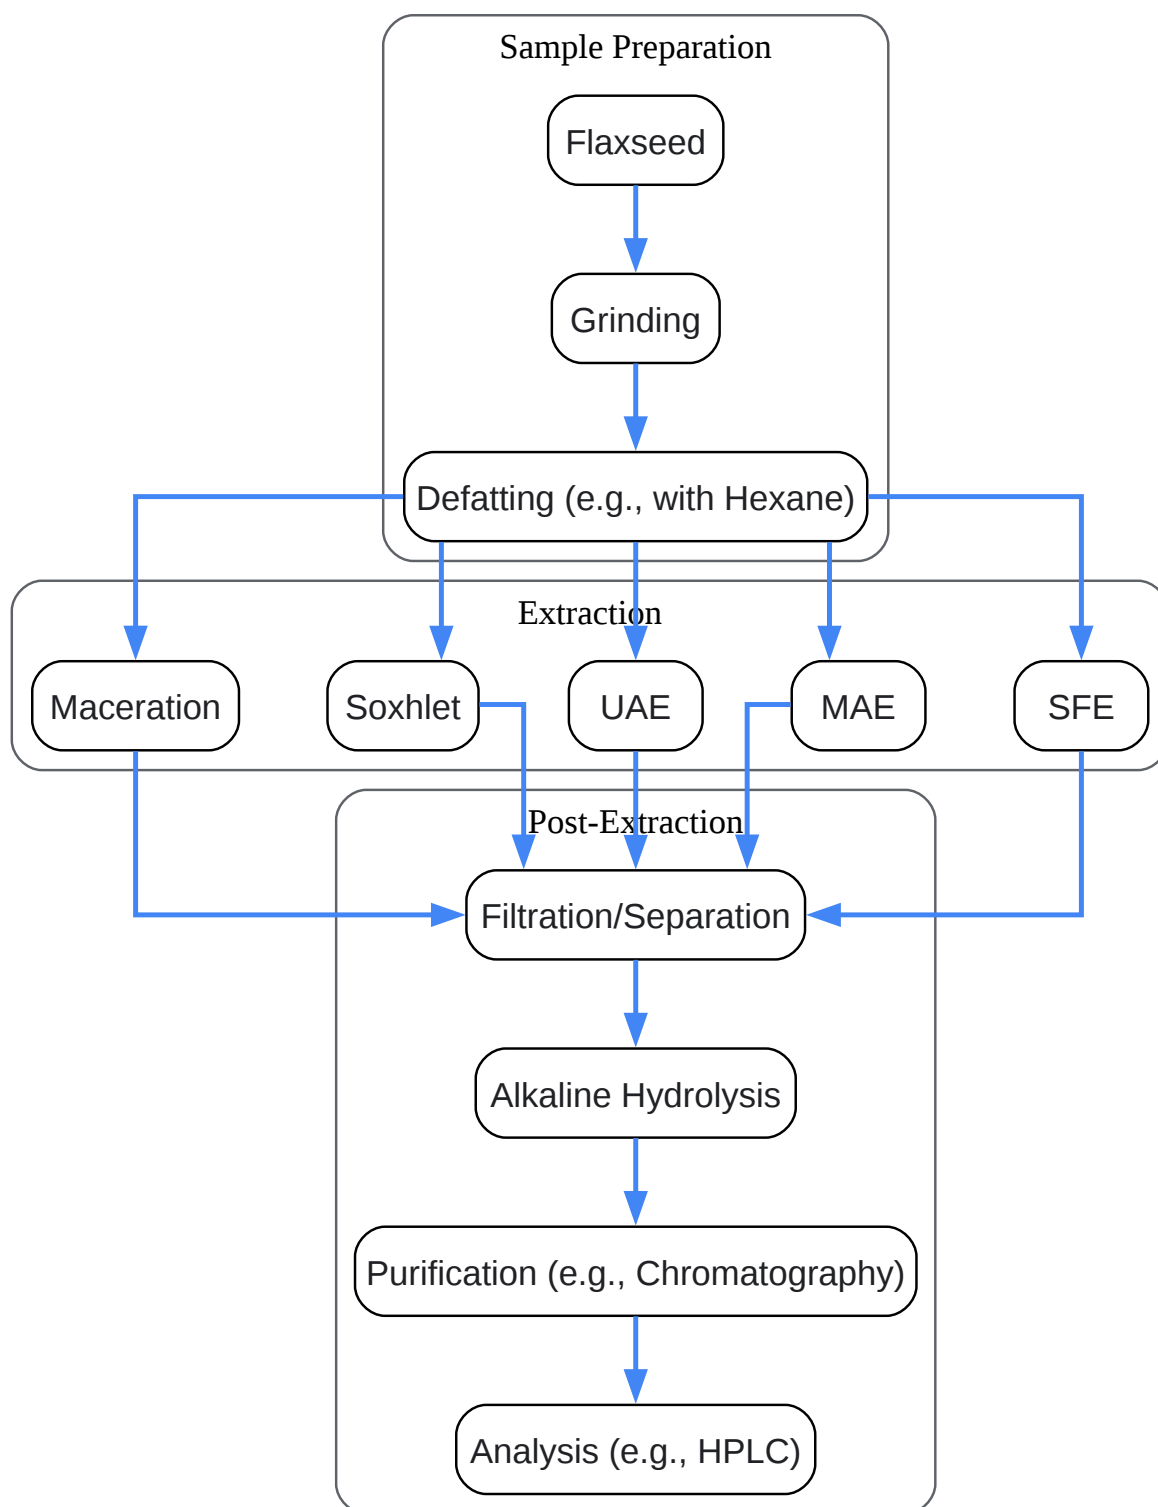 Sample Preparation
Flaxseed
Grinding
Defatting (e.g., with Hexane)
Extraction
Maceration
Soxhlet
UAE
MAE
SFE
Post-Extraction
Filtration/Separation
Alkaline Hydrolysis
Purification (e.g., Chromatography)
Analysis (e.g., HPLC)